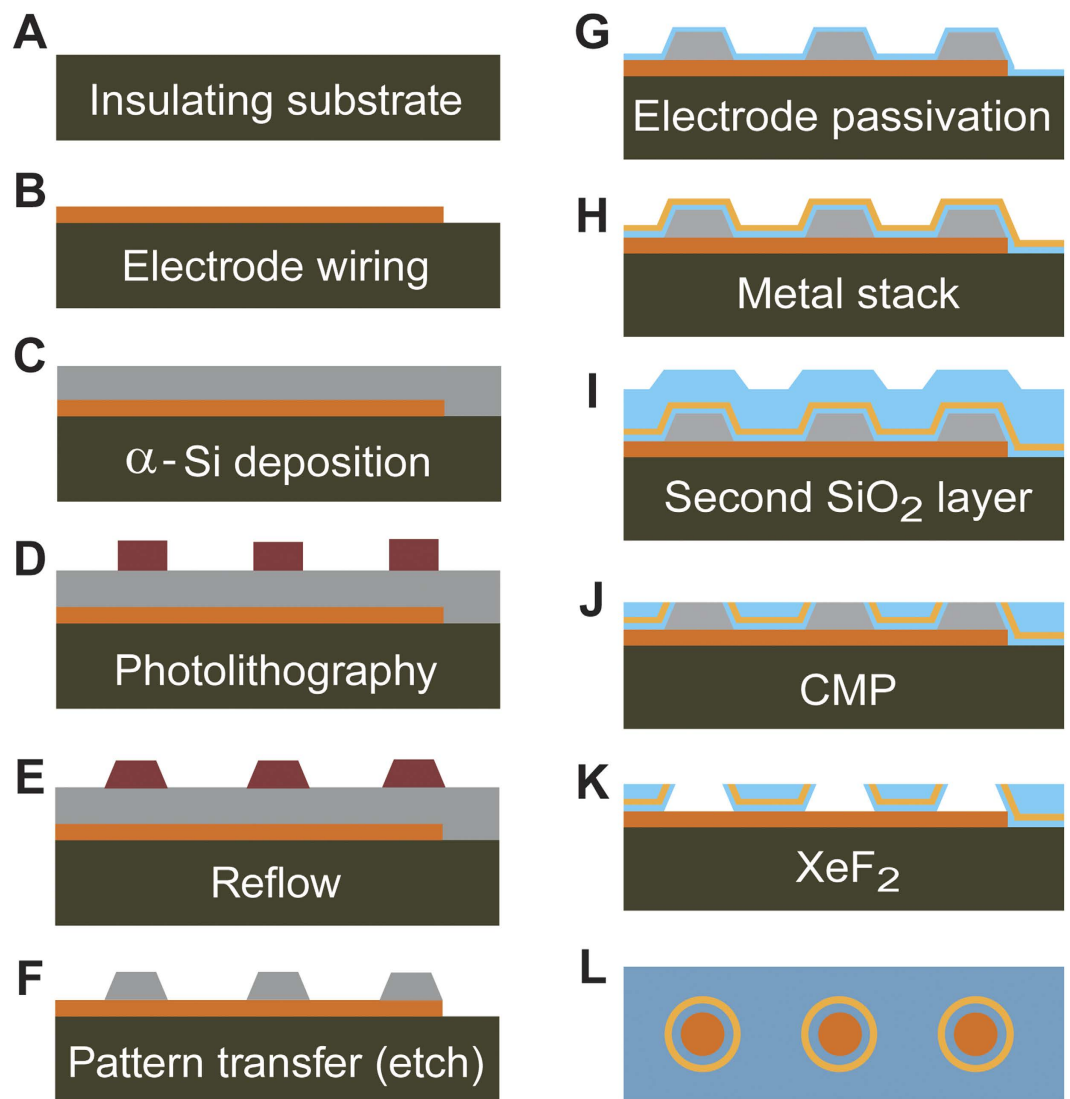 A
Insulating substrate
B
Electrode wiring
C
α-Si deposition
D
Photolithography
E
Reflow
F
Pattern transfer (etch)
G
Electrode passivation
H
Metal stack
I
Second SiO₂ layer
J
CMP
K
XeF₂
L